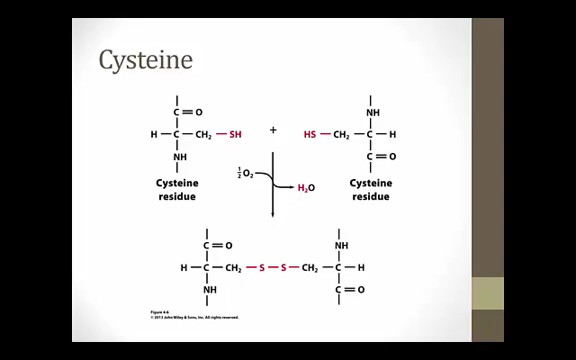 Cysteine
C=O NH
H—C—CH₂—SH + HS—CH₂—C—H
NH C=O
Cysteine residue Cysteine residue
½O₂ H₂O
C=O NH
H—C—CH₂—S—S—CH₂—C—H
NH C=O
Figure 4-6
© 2013 John Wiley & Sons, Inc. All rights reserved.